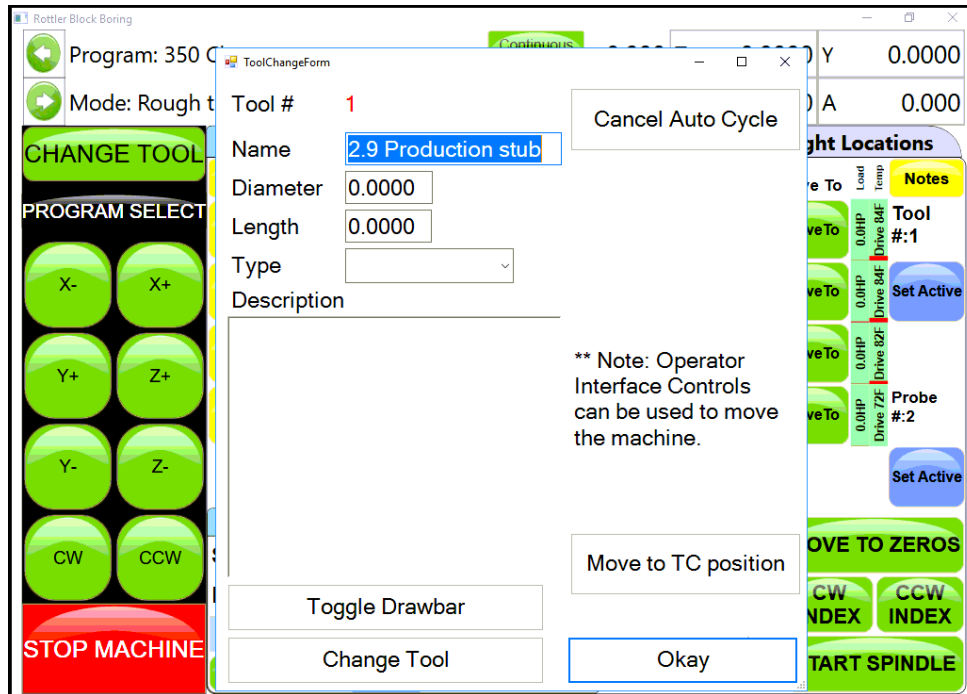 Rottler Block Boring
Program: 350 C
Continuous
0.000
0.0000
Y
0.0000
Mode: Rough t
A
0.000
ToolChangeForm
Tool #
1
Cancel Auto Cycle
Name
2.9 Production stub
Diameter
0.0000
Length
0.0000
Type
Description
** Note: Operator
Interface Controls
can be used to move
the machine.
Move to TC position
Toggle Drawbar
Change Tool
Okay
CHANGE TOOL
PROGRAM SELECT
X-
X+
Y+
Z+
Y-
Z-
CW
CCW
STOP MACHINE
ght Locations
e To
Load
Temp
Notes
veTo
0.0HP
Drive 84F
Tool
#:1
veTo
0.0HP
Drive 84F
Set Active
veTo
0.0HP
Drive 82F
veTo
0.0HP
Drive 72F
Probe
#:2
Set Active
OVE TO ZEROS
CW
NDEX
CCW
INDEX
TART SPINDLE